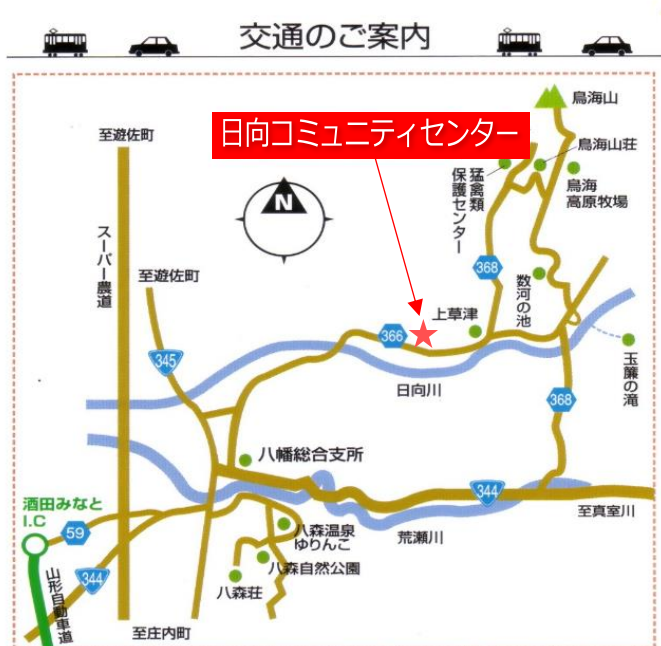 交通のご案内
鳥海山
日向コミュニティセンター
至遊佐町
鳥海山荘
猛禽類
保護センター
鳥海
高原牧場
N
スーパー農道
至遊佐町
368
数河の池
上草津
366
345
玉簾の滝
日向川
368
八幡総合支所
344
酒田みなと
I.C
59
至真室川
八森温泉
ゆりんこ
荒瀬川
八森自然公園
344
山形自動車道
八森荘
至庄内町